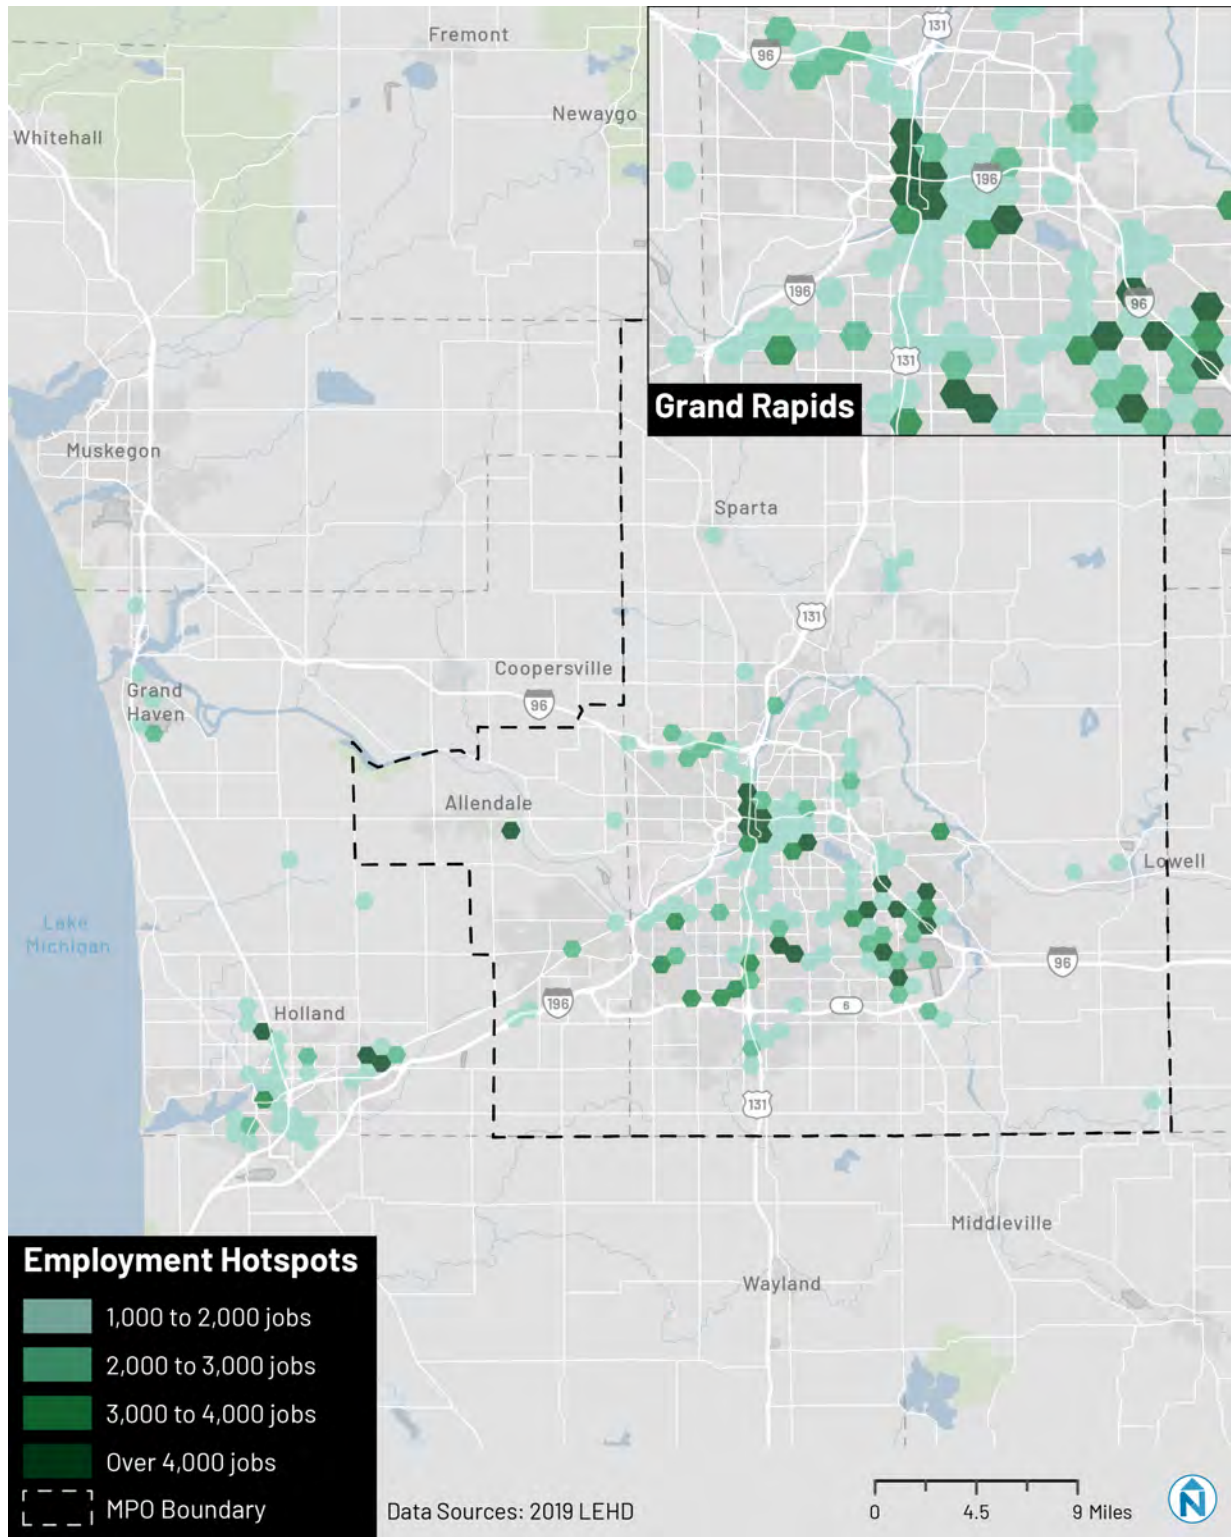 Fremont
Newaygo
Whitehall
131
96
196
196
96
131
Grand Rapids
Muskegon
Sparta
131
Coopersville
Grand
Haven
96
Allendale
Lowell
Lake
Michigan
96
196
6
Holland
131
Middleville
Wayland
Employment Hotspots
1,000 to 2,000 jobs
2,000 to 3,000 jobs
3,000 to 4,000 jobs
Over 4,000 jobs
MPO Boundary
Data Sources: 2019 LEHD
0 4.5 9 Miles
N